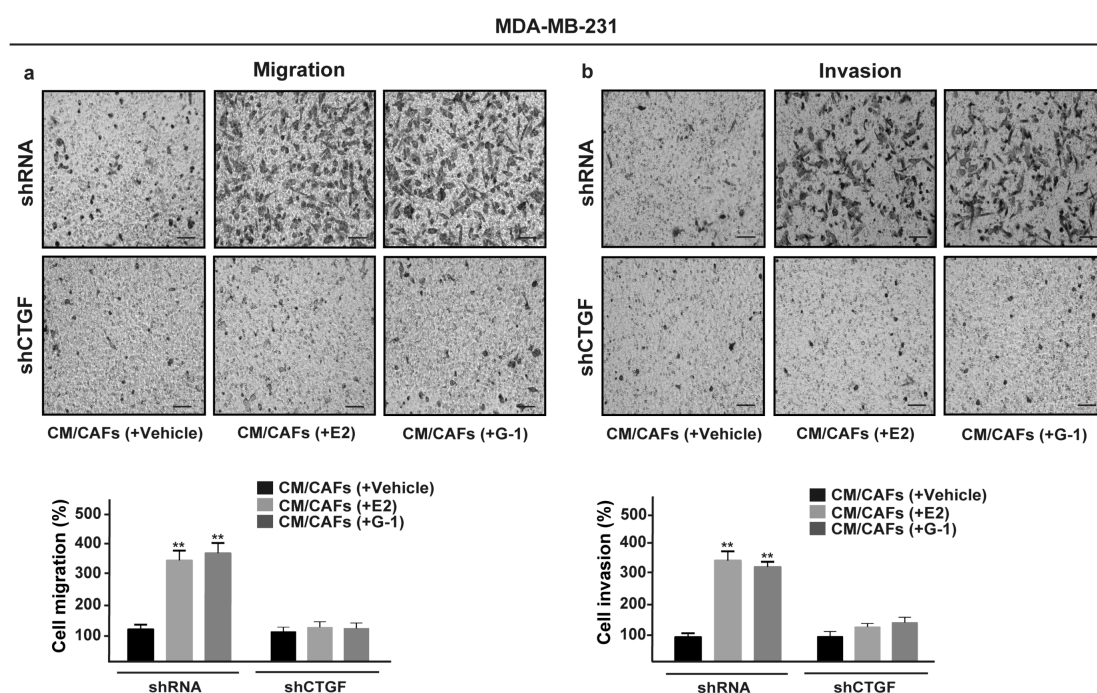 MDA-MB-231
a
Migration
shRNA
shCTGF
CM/CAFs (+Vehicle)
CM/CAFs (+E2)
CM/CAFs (+G-1)
Cell migration (%)
500
400
300
200
100
**
**
CM/CAFs (+Vehicle)
CM/CAFs (+E2)
CM/CAFs (+G-1)
shRNA
shCTGF
b
Invasion
shRNA
shCTGF
CM/CAFs (+Vehicle)
CM/CAFs (+E2)
CM/CAFs (+G-1)
Cell invasion (%)
500
400
300
200
100
**
**
CM/CAFs (+Vehicle)
CM/CAFs (+E2)
CM/CAFs (+G-1)
shRNA
shCTGF